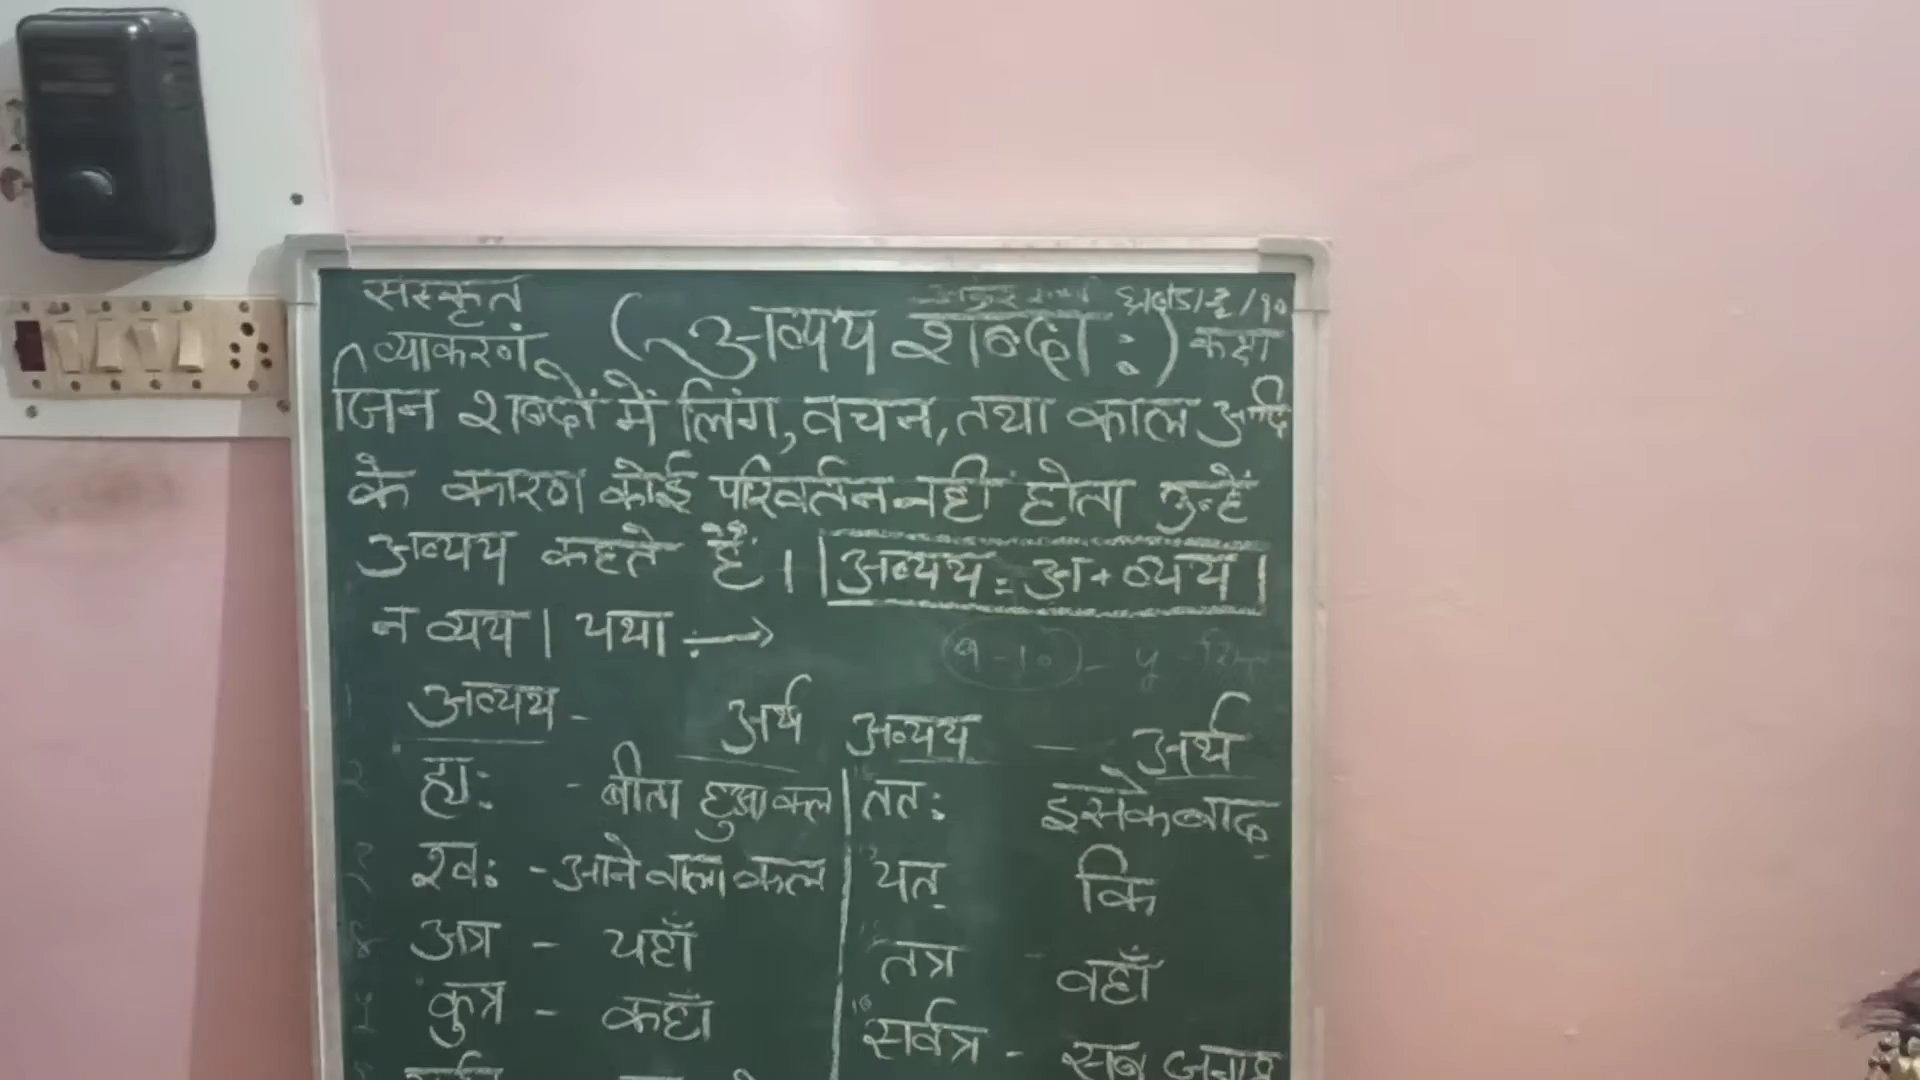 संस्कृत
व्याकरण
(अव्यय शब्दाः)
कक्षा
जिन शब्दों में लिंग, वचन, तथा काल आदि
के कारण कोई परिवर्तन नहीं होता उन्हें
अव्यय कहते हैं। अव्यय = अ + व्यय।
न व्यय। यथा :→
अव्यय - अर्थ अव्यय - अर्थ
ह्यः - बीता हुआ कल ततः इसके बाद
श्वः - आने वाला कल यत् कि
अत्र - यहाँ तत्र - वहाँ
कुत्र - कहाँ सर्वत्र - सब जगह